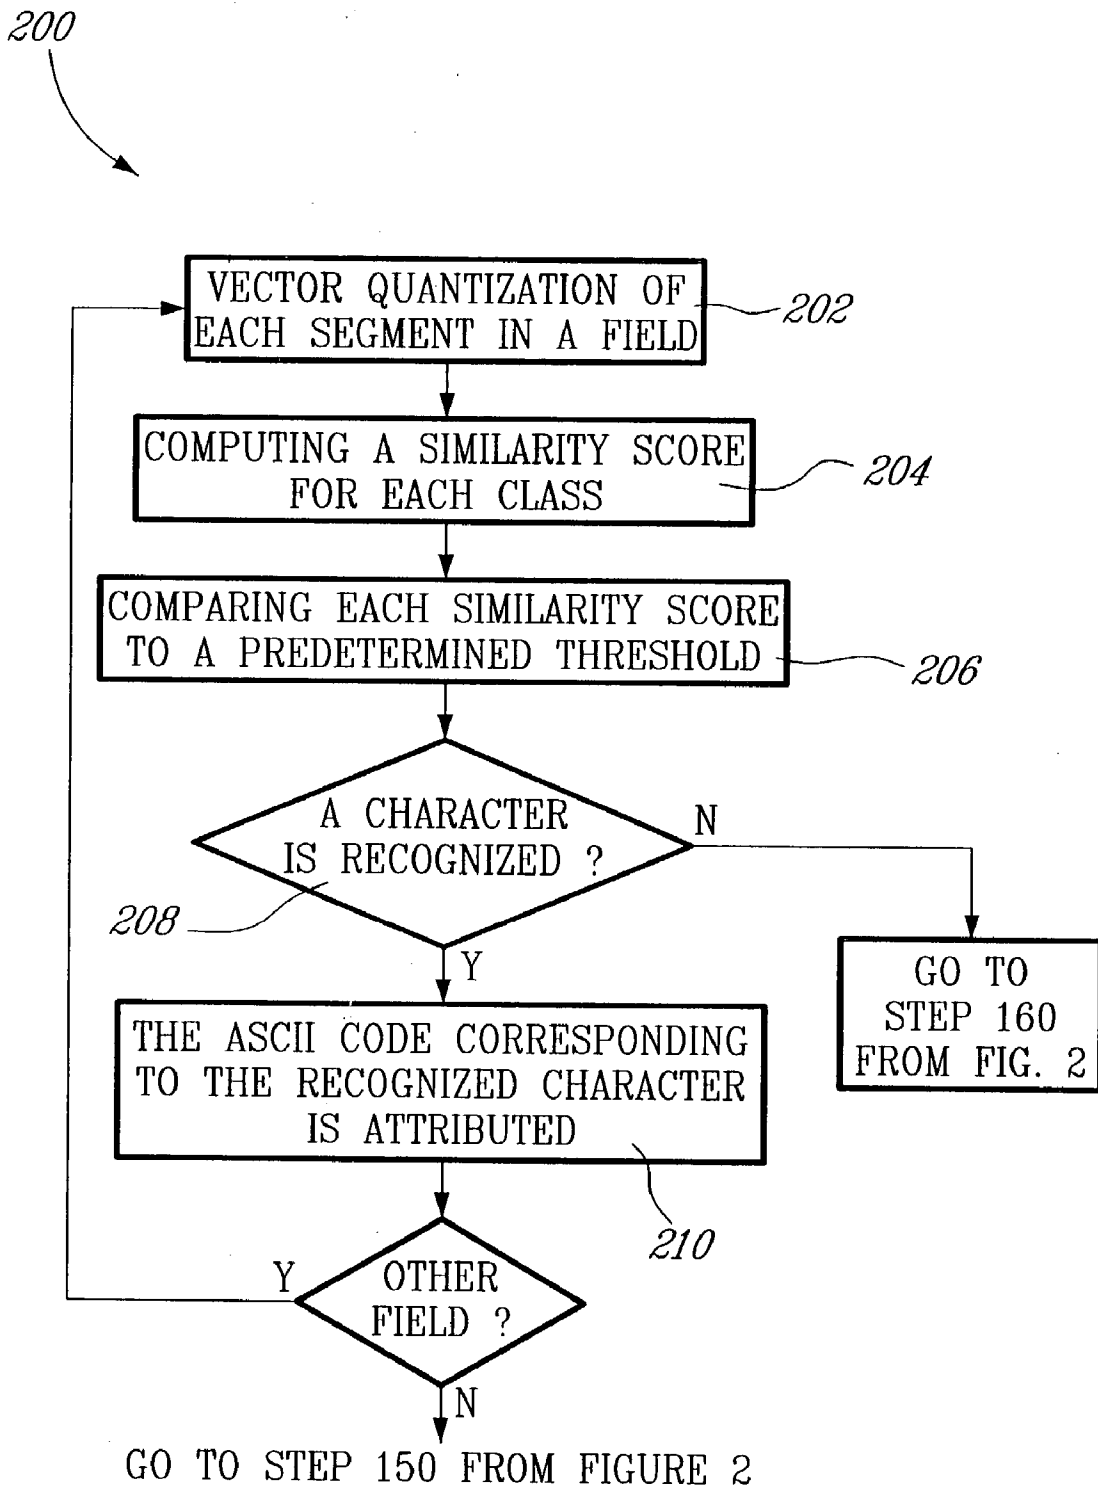 200
VECTOR QUANTIZATION OF
EACH SEGMENT IN A FIELD
202
COMPUTING A SIMILARITY SCORE
FOR EACH CLASS
204
COMPARING EACH SIMILARITY SCORE
TO A PREDETERMINED THRESHOLD
206
A CHARACTER
IS RECOGNIZED ?
N
208
Y
GO TO
STEP 160
FROM FIG. 2
THE ASCII CODE CORRESPONDING
TO THE RECOGNIZED CHARACTER
IS ATTRIBUTED
210
Y
OTHER
FIELD ?
N
GO TO STEP 150 FROM FIGURE 2